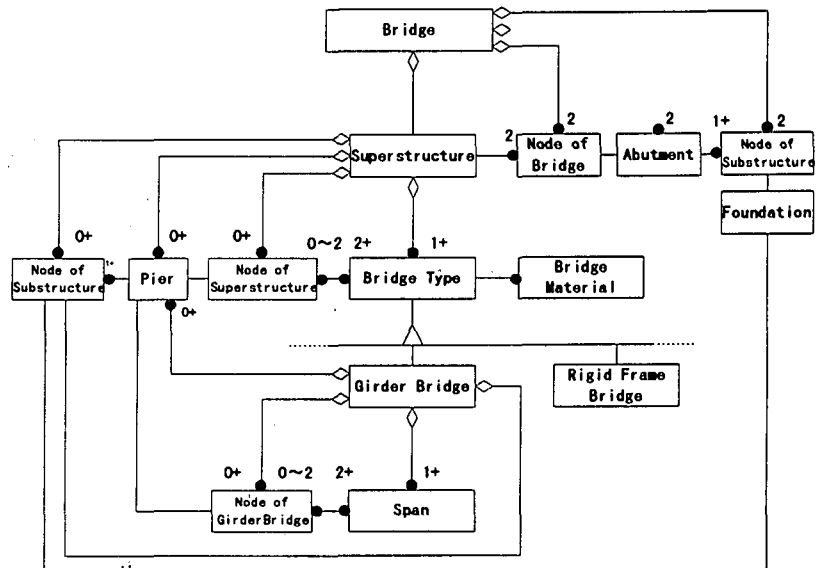 Bridge
2
2
1+
2
2
Superstructure
Node of
Bridge
Abutment
Node of
Substructure
Foundation
0+
0+
0+
0~2
2+
1+
Node of
Substructure
1+
Pier
Node of
Superstructure
Bridge Type
Bridge
Material
0+
Girder Bridge
Rigid Frame
Bridge
0+
0~2
2+
1+
Node of
GirderBridge
Span